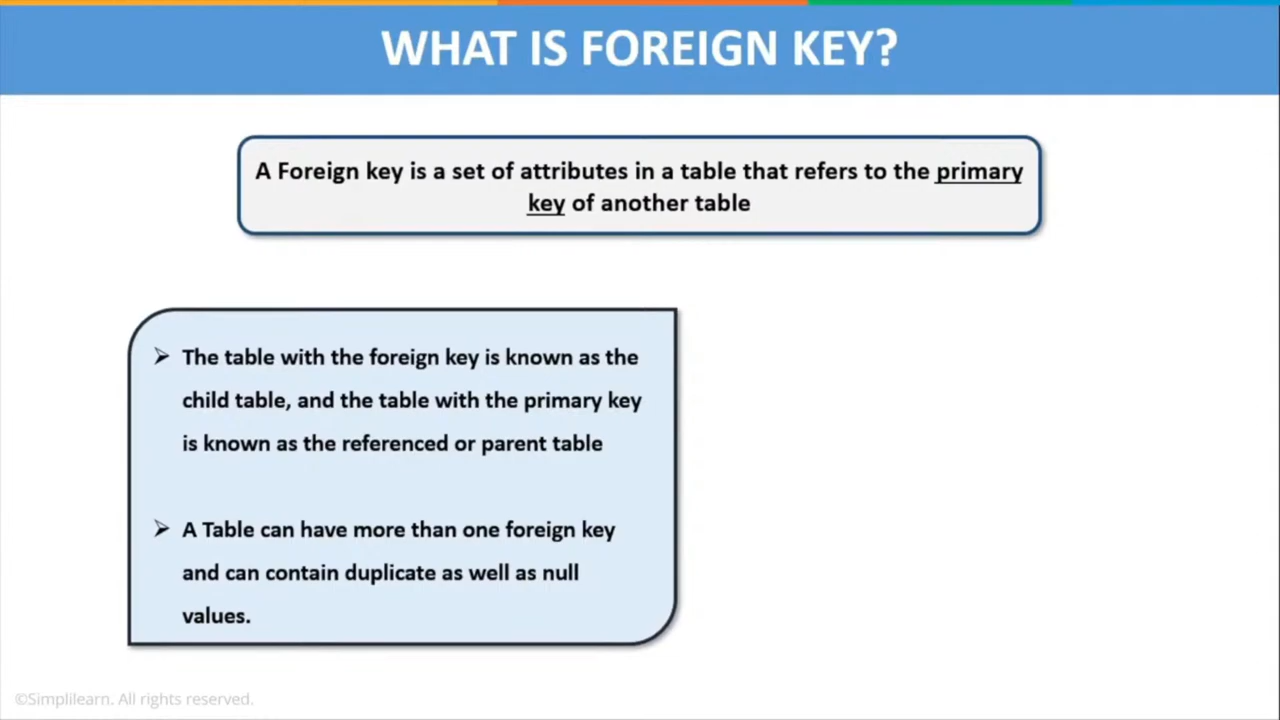 WHAT IS FOREIGN KEY?
A Foreign key is a set of attributes in a table that refers to the primary
key of another table
➢ The table with the foreign key is known as the
child table, and the table with the primary key
is known as the referenced or parent table
➢ A Table can have more than one foreign key
and can contain duplicate as well as null
values.
©Simplilearn. All rights reserved.